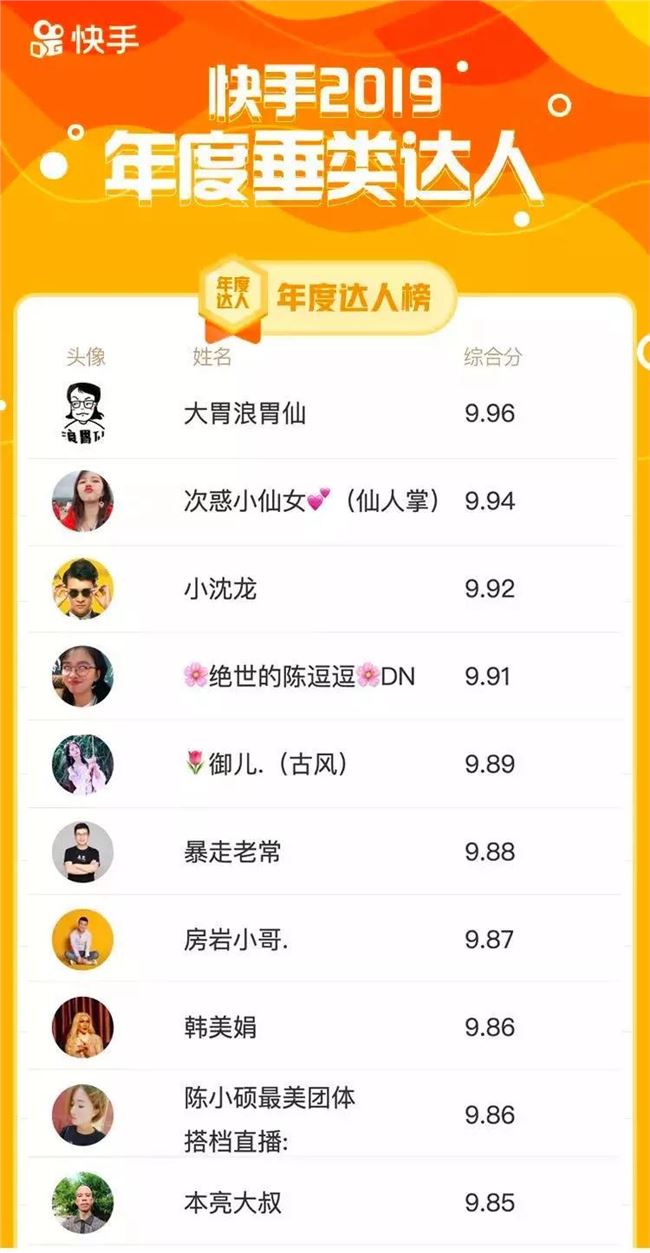 快手
快手2019
年度垂类达人
年度
达人
年度达人榜
头像 姓名 综合分
浪胃仙
大胃浪胃仙 9.96
次惑小仙女💕（仙人掌） 9.94
小沈龙 9.92
🌸绝世的陈逗逗🌸DN 9.91
🌷御儿.（古风） 9.89
暴走老常 9.88
房岩小哥. 9.87
韩美娟 9.86
陈小硕最美团体
搭档直播: 9.86
本亮大叔 9.85